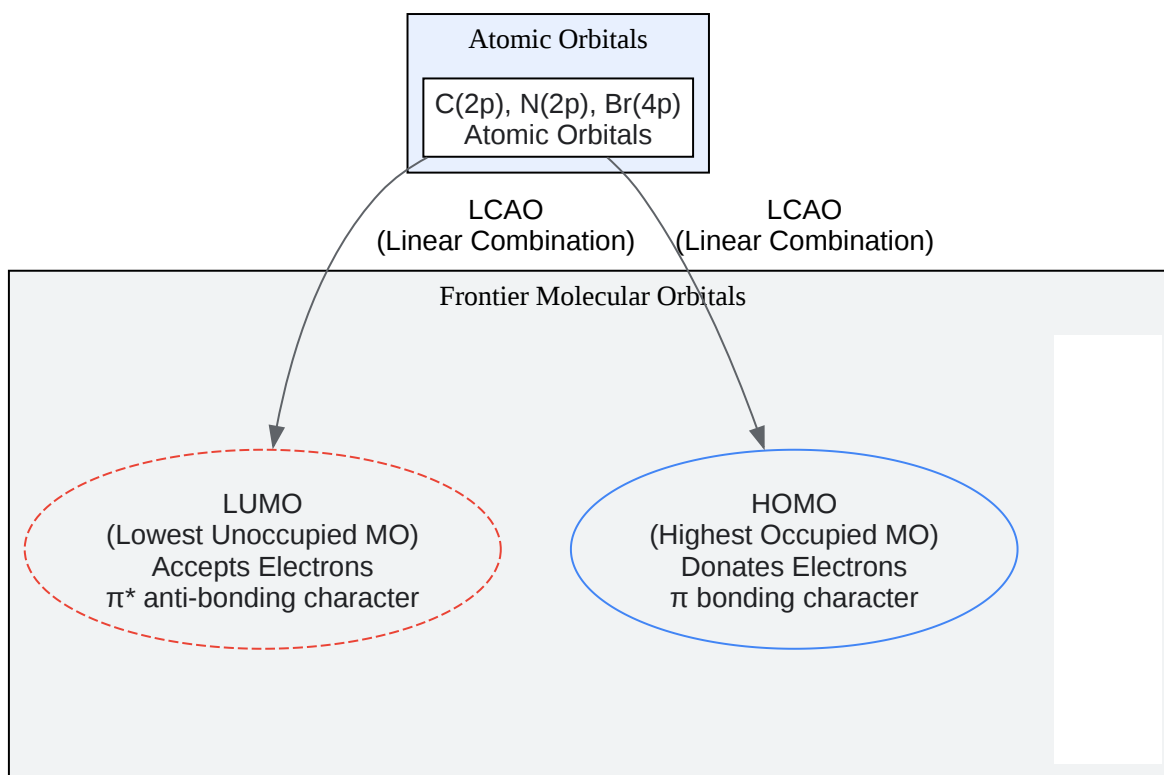 Atomic Orbitals
C(2p), N(2p), Br(4p)
Atomic Orbitals
LCAO
(Linear Combination)
LCAO
(Linear Combination)
Frontier Molecular Orbitals
LUMO
(Lowest Unoccupied MO)
Accepts Electrons
π* anti-bonding character
HOMO
(Highest Occupied MO)
Donates Electrons
π bonding character